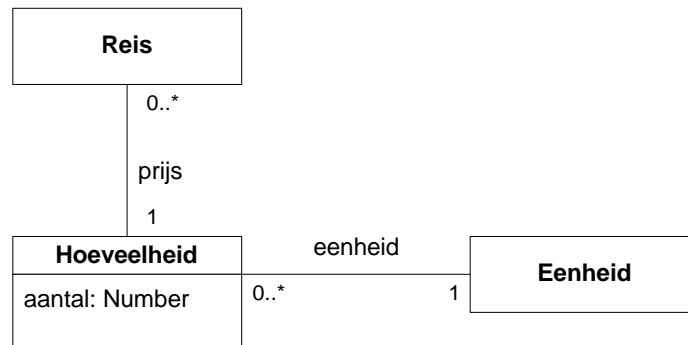 Reis
0..*
prijs
1
Hoeveelheid
eenheid
Eenheid
aantal: Number
0..*
1